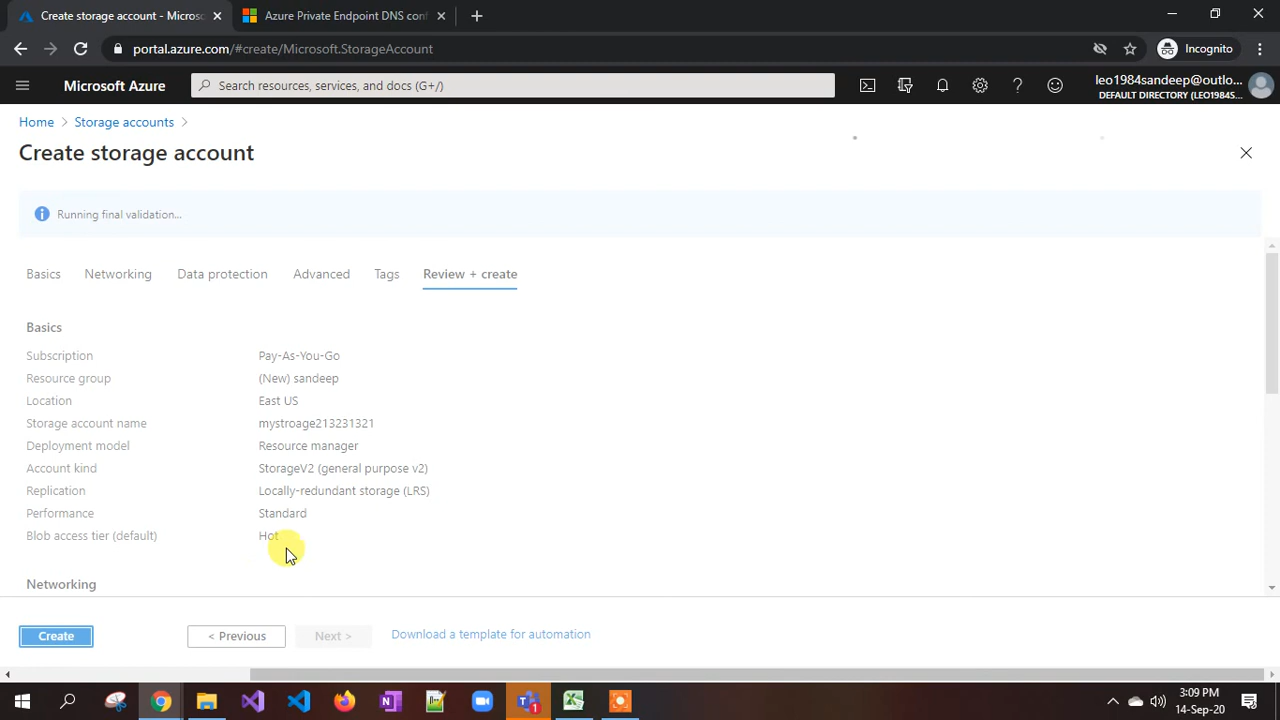 Create storage account - Microso
Azure Private Endpoint DNS conf
portal.azure.com/#create/Microsoft.StorageAccount
Incognito
Microsoft Azure
Search resources, services, and docs (G+/)
leo1984sandeep@outlo...
DEFAULT DIRECTORY (LEO1984S...
Home > Storage accounts >
Create storage account
Running final validation...
Basics Networking Data protection Advanced Tags Review + create
Basics
Subscription Pay-As-You-Go
Resource group (New) sandeep
Location East US
Storage account name mystroage213231321
Deployment model Resource manager
Account kind StorageV2 (general purpose v2)
Replication Locally-redundant storage (LRS)
Performance Standard
Blob access tier (default) Hot
Networking
Create < Previous Next > Download a template for automation
3:09 PM
14-Sep-20